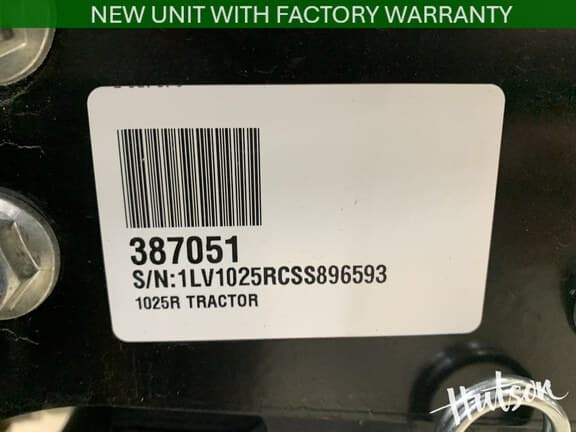 NEW UNIT WITH FACTORY WARRANTY
387051
S/N:1LV1025RCSS896593
1025R TRACTOR
Hutson